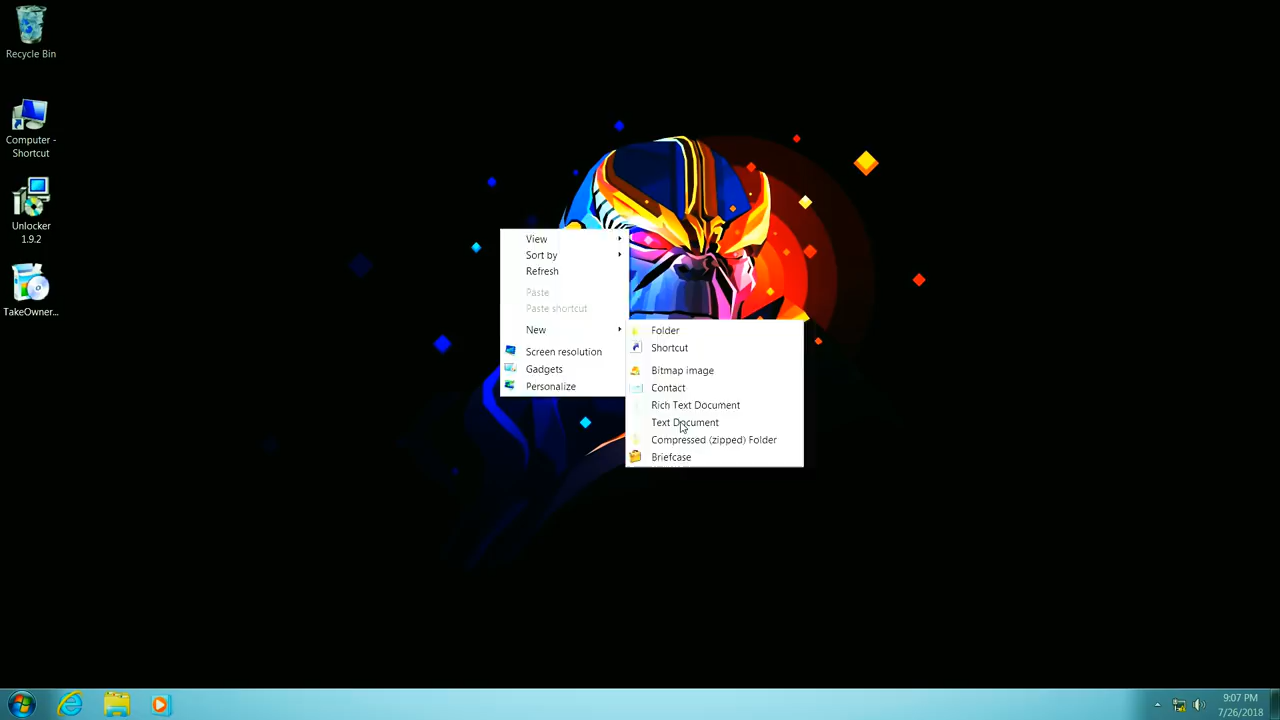 Recycle Bin
Computer -
Shortcut
Unlocker
1.9.2
TakeOwner...
View
Sort by
Refresh
Paste
Paste shortcut
New
Screen resolution
Gadgets
Personalize
Folder
Shortcut
Bitmap image
Contact
Rich Text Document
Text Document
Compressed (zipped) Folder
Briefcase
9:07 PM
7/26/2018